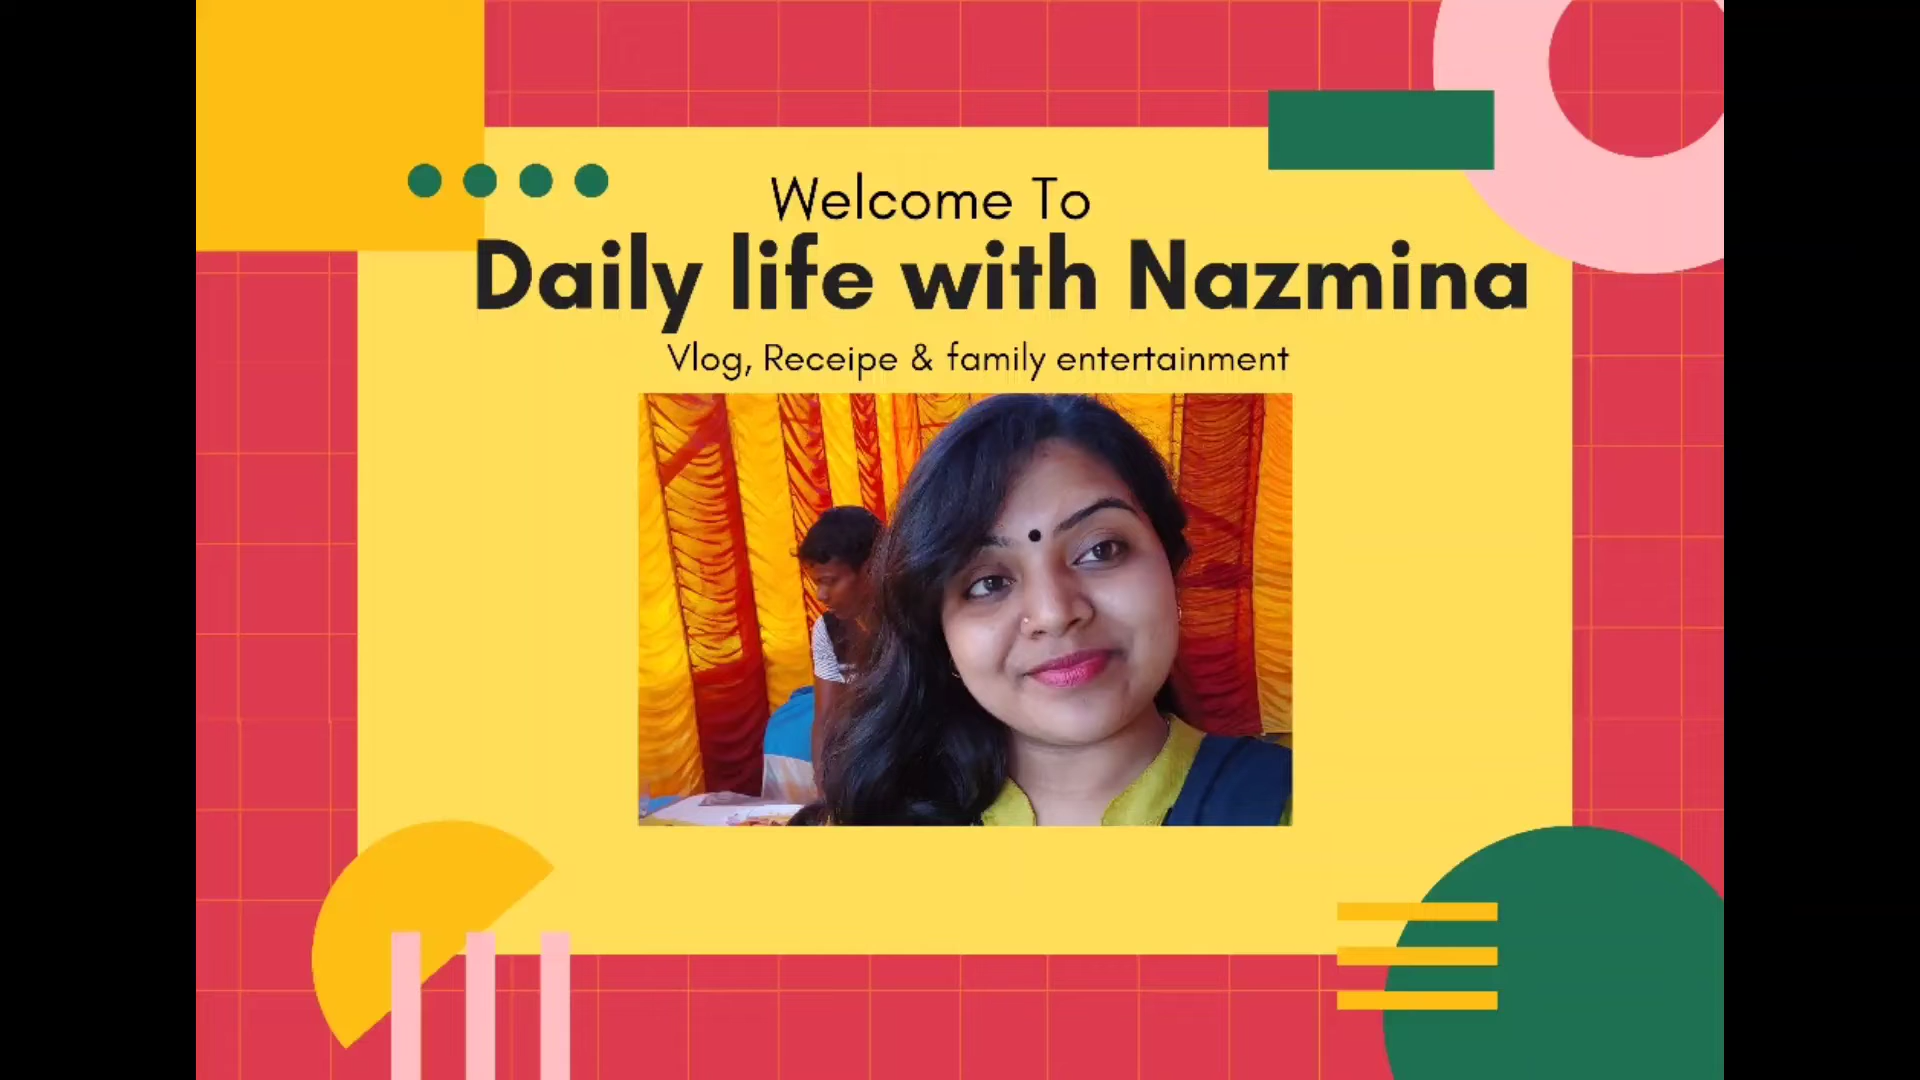 Welcome To
Daily life with Nazmina
Vlog, Receipe & family entertainment